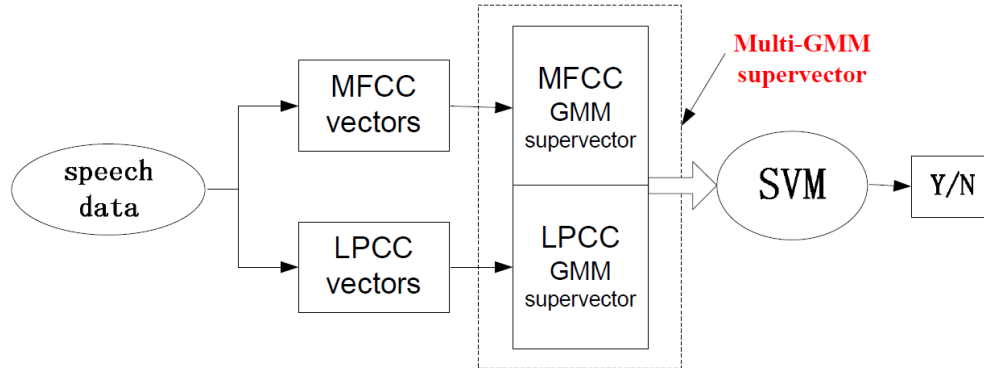 speech
data
MFCC
vectors
LPCC
vectors
MFCC
GMM
supervector
LPCC
GMM
supervector
Multi-GMM
supervector
SVM
Y/N